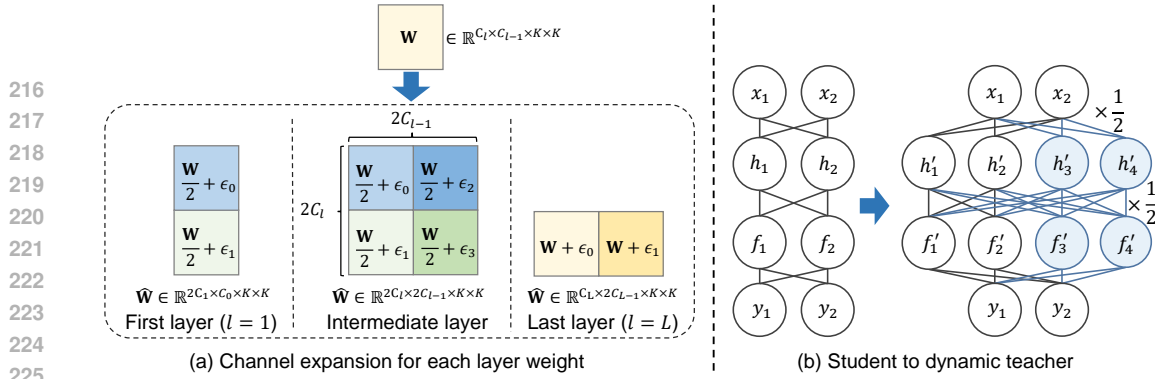 216
217
218
219
220
221
222
223
224
225
W ∈ ℝ^{C_l×C_{l−1}×K×K}
2C_{l−1}
2C_l
W/2 + ϵ_0
W/2 + ϵ_1
W/2 + ϵ_0 W/2 + ϵ_2
W/2 + ϵ_1 W/2 + ϵ_3
W + ϵ_0 W + ϵ_1
Ŵ ∈ ℝ^{2C_1×C_0×K×K} Ŵ ∈ ℝ^{2C_l×2C_{l−1}×K×K} Ŵ ∈ ℝ^{C_L×2C_{L−1}×K×K}
First layer (l = 1) Intermediate layer Last layer (l = L)
(a) Channel expansion for each layer weight
x_1 x_2
h_1 h_2
f_1 f_2
y_1 y_2
x_1 x_2 × 1/2
h′_1 h′_2 h′_3 h′_4
× 1/2
f′_1 f′_2 f′_3 f′_4
y_1 y_2
(b) Student to dynamic teacher